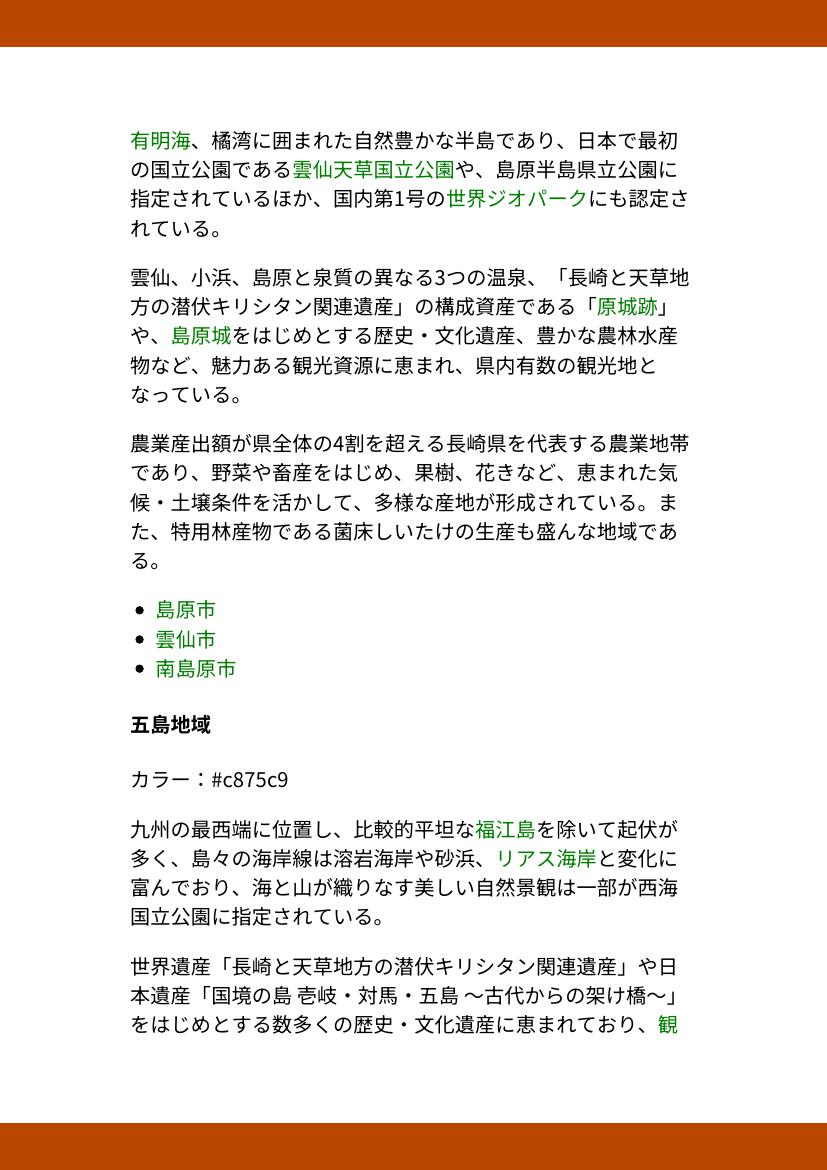 有明海、橘湾に囲まれた自然豊かな半島であり、日本で最初
の国立公園である雲仙天草国立公園や、島原半島県立公園に
指定されているほか、国内第1号の世界ジオパークにも認定さ
れている。
雲仙、小浜、島原と泉質の異なる3つの温泉、「長崎と天草地
方の潜伏キリシタン関連遺産」の構成資産である「原城跡」
や、島原城をはじめとする歴史・文化遺産、豊かな農林水産
物など、魅力ある観光資源に恵まれ、県内有数の観光地と
なっている。
農業産出額が県全体の4割を超える長崎県を代表する農業地帯
であり、野菜や畜産をはじめ、果樹、花きなど、恵まれた気
候・土壌条件を活かして、多様な産地が形成されている。ま
た、特用林産物である菌床しいたけの生産も盛んな地域であ
る。
• 島原市
• 雲仙市
• 南島原市
五島地域
カラー：#c875c9
九州の最西端に位置し、比較的平坦な福江島を除いて起伏が
多く、島々の海岸線は溶岩海岸や砂浜、リアス海岸と変化に
富んでおり、海と山が織りなす美しい自然景観は一部が西海
国立公園に指定されている。
世界遺産「長崎と天草地方の潜伏キリシタン関連遺産」や日
本遺産「国境の島 壱岐・対馬・五島 〜古代からの架け橋〜」
をはじめとする数多くの歴史・文化遺産に恵まれており、観